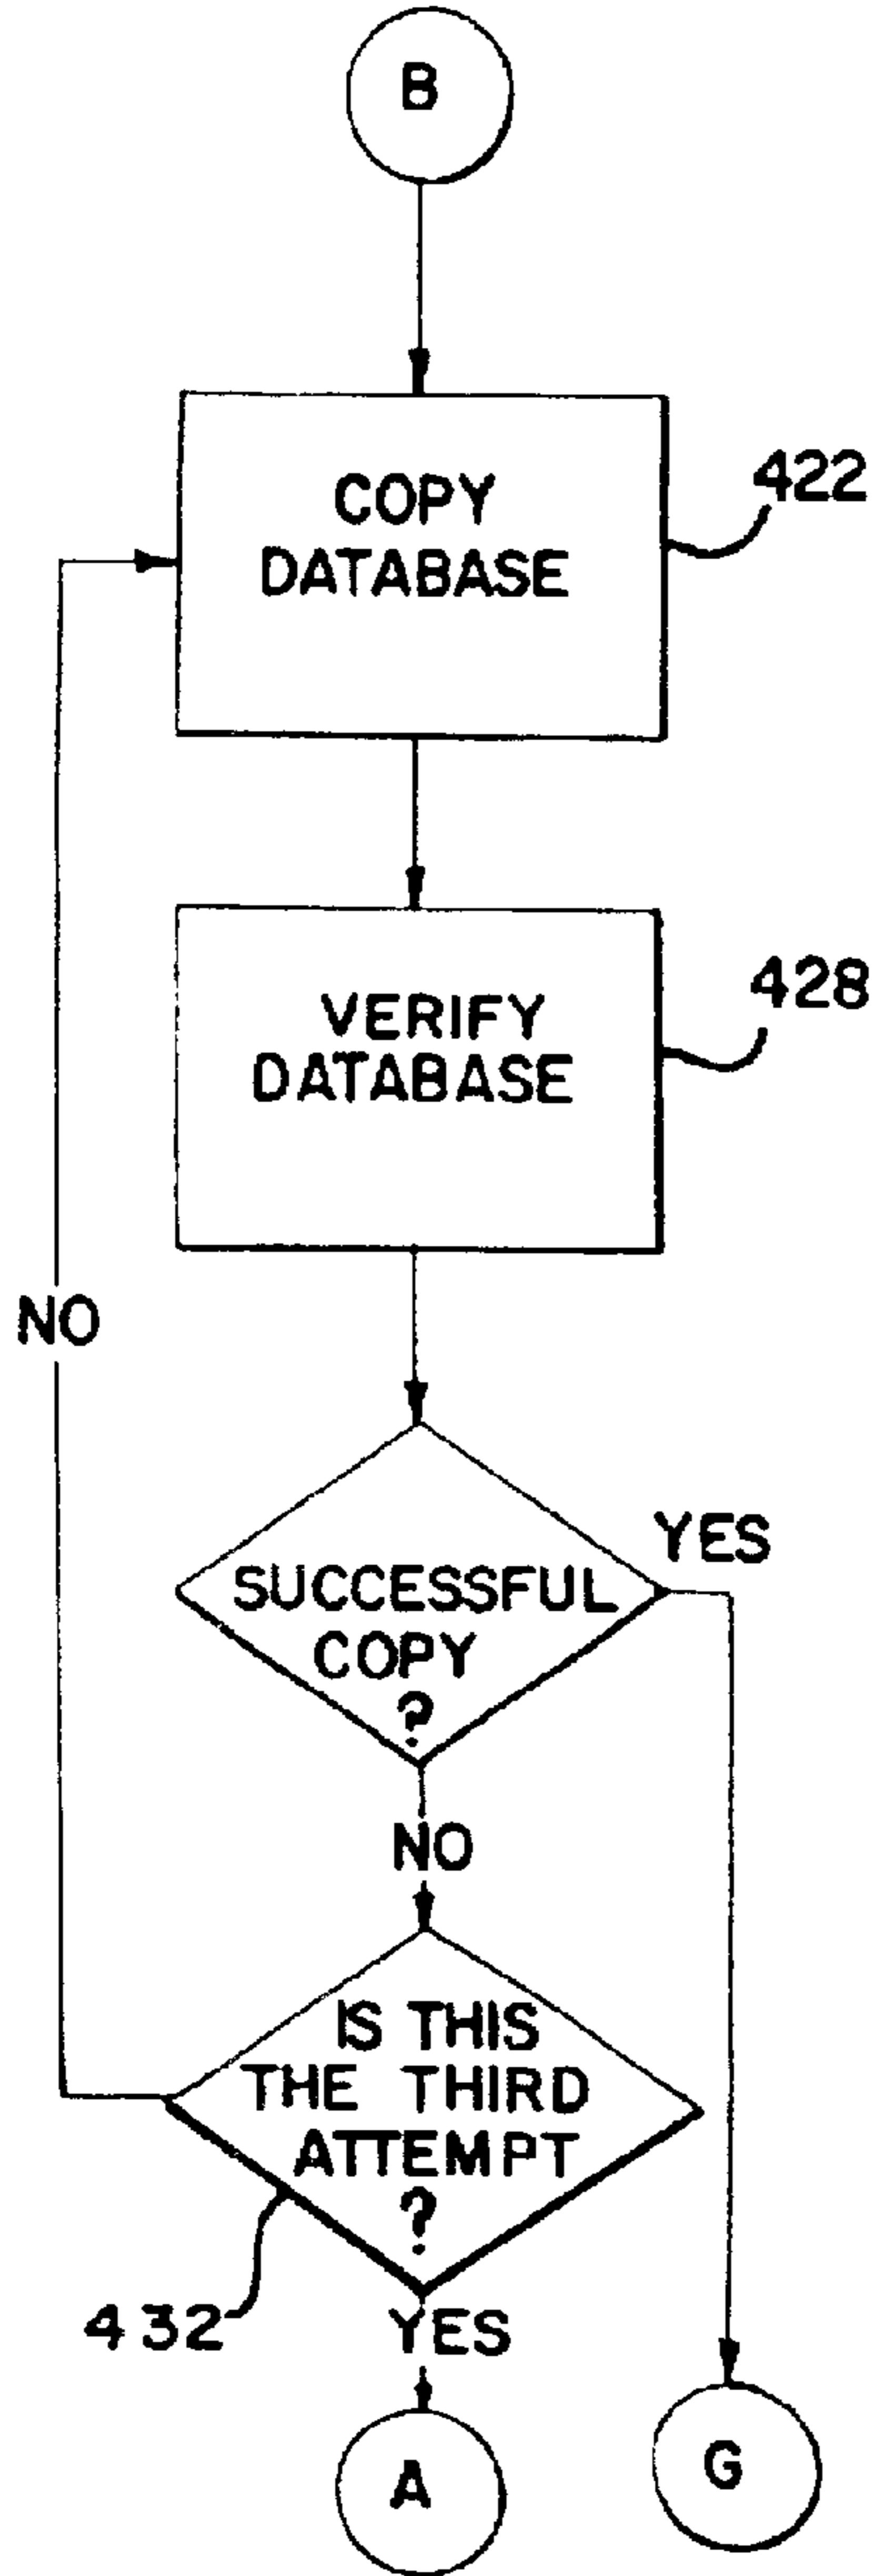 B
COPY
DATABASE
422
VERIFY
DATABASE
428
NO
SUCCESSFUL
COPY
?
YES
NO
IS THIS
THE THIRD
ATTEMPT
?
432
YES
A
G